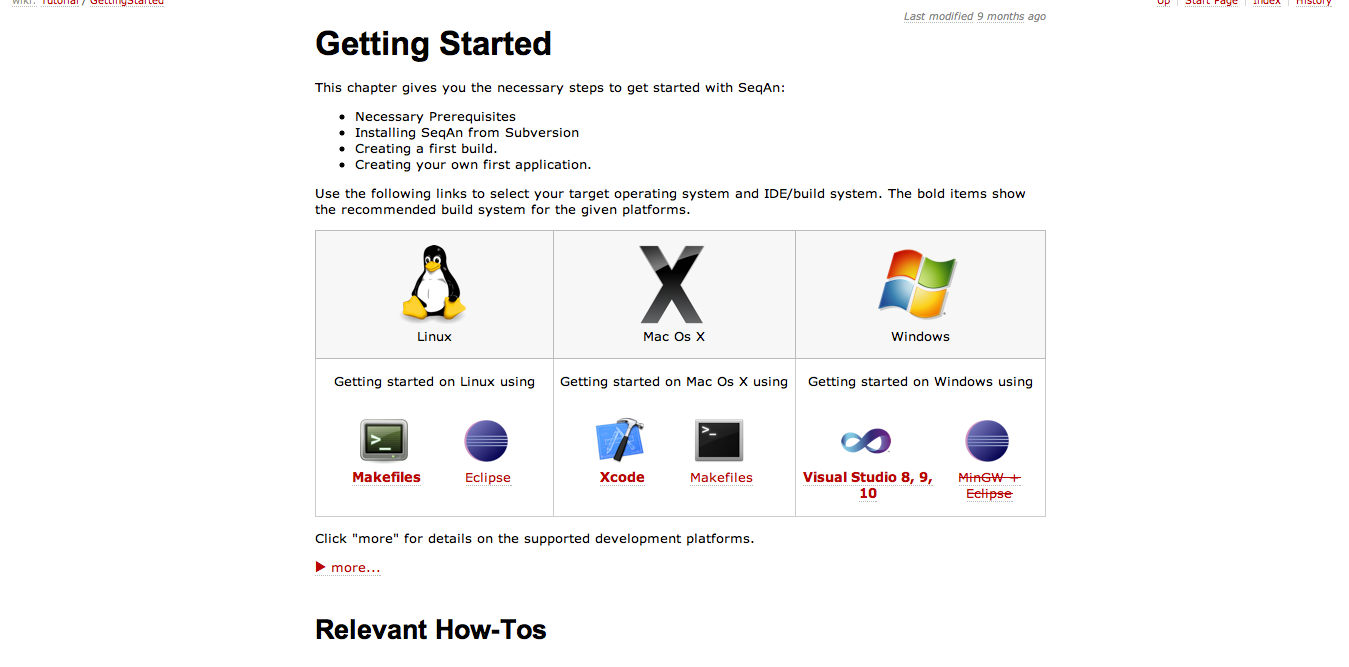 wiki: Tutorial / GettingStarted
Up | Start Page | Index | History
Last modified 9 months ago
Getting Started
This chapter gives you the necessary steps to get started with SeqAn:
• Necessary Prerequisites
• Installing SeqAn from Subversion
• Creating a first build.
• Creating your own first application.
Use the following links to select your target operating system and IDE/build system. The bold items show
the recommended build system for the given platforms.
Linux
Mac Os X
Windows
Getting started on Linux using
Getting started on Mac Os X using
Getting started on Windows using
Makefiles
Eclipse
Xcode
Makefiles
Visual Studio 8, 9,
10
MinGW +
Eclipse
Click "more" for details on the supported development platforms.
more...
Relevant How-Tos